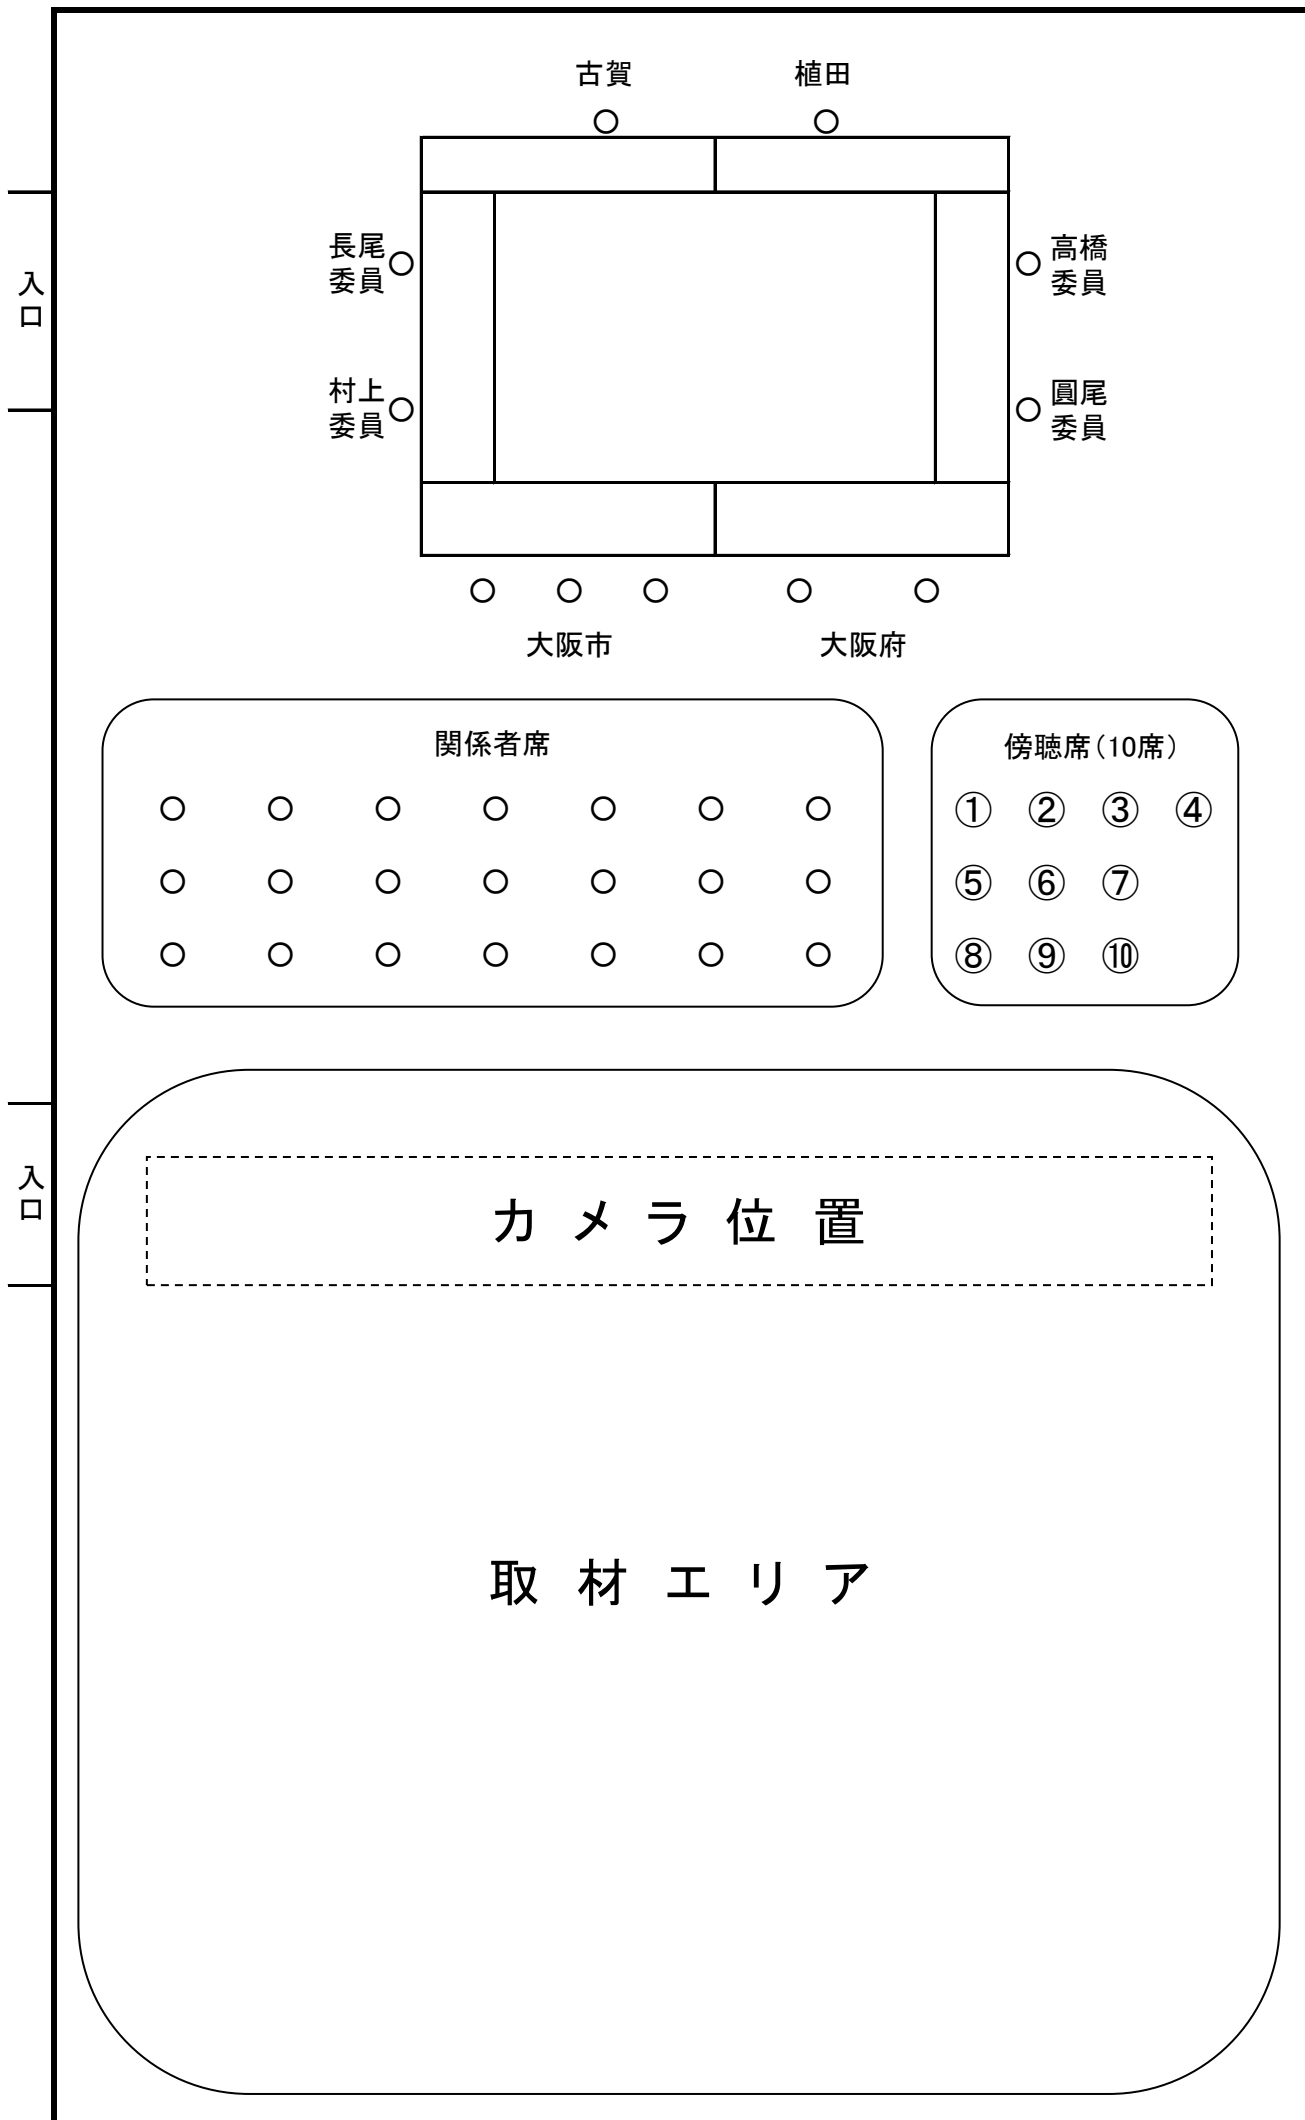 古賀
植田
長尾
委員
高橋
委員
入口
村上
委員
圓尾
委員
大阪市
大阪府
関係者席
傍聴席（10席）
① ② ③ ④
⑤ ⑥ ⑦
⑧ ⑨ ⑩
入口
カメラ位置
取材エリア